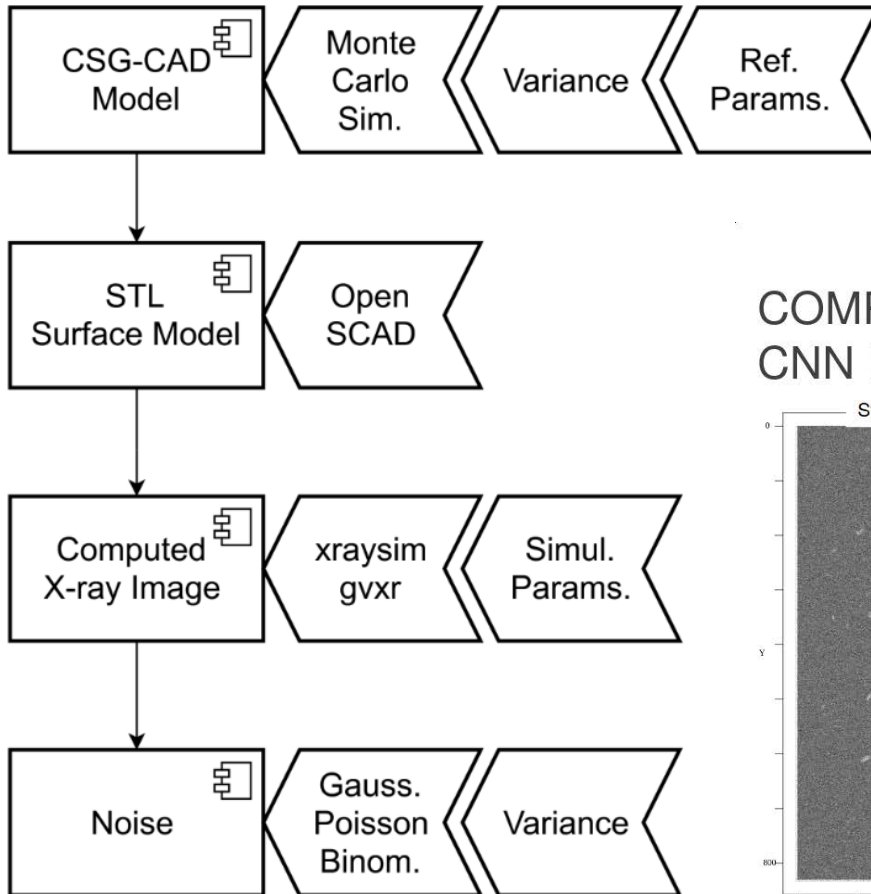 CSG-CAD
Model
Monte
Carlo
Sim.
Variance
Ref.
Params.
STL
Surface Model
Open
SCAD
Computed
X-ray Image
xraysim
gvxr
Simul.
Params.
Noise
Gauss.
Poisson
Binom.
Variance
CNN
0
Y
800